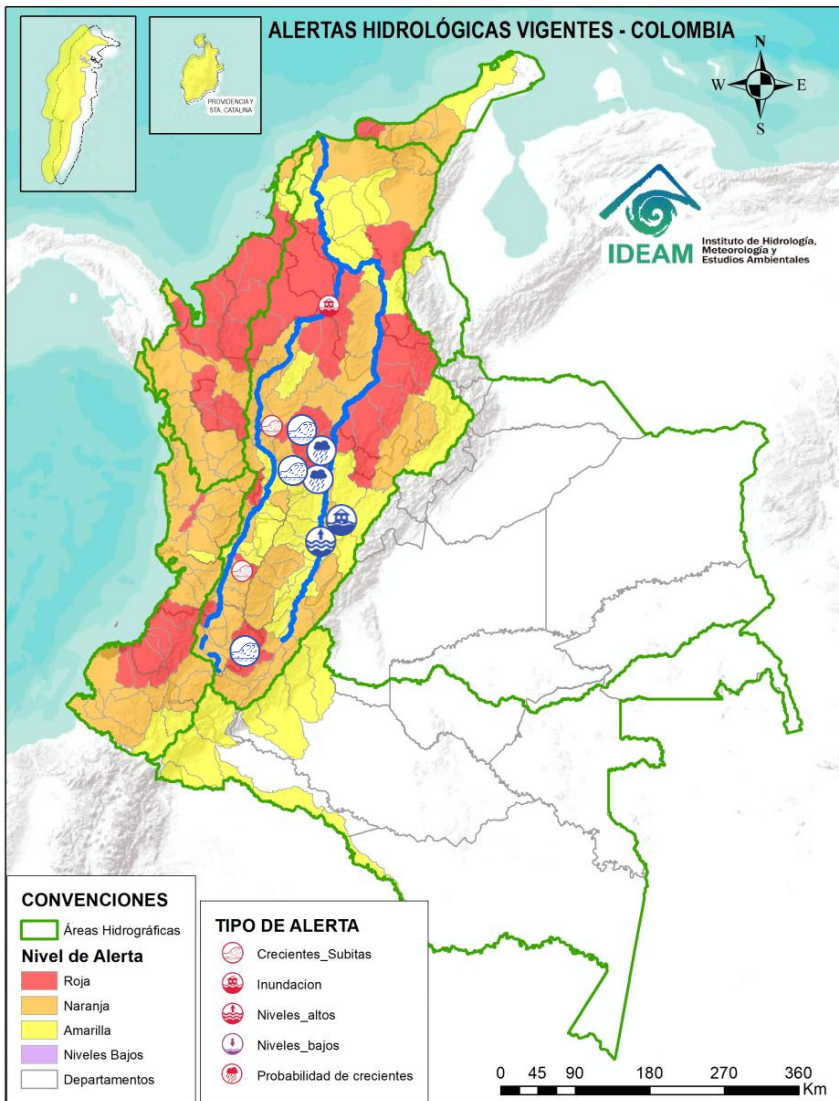 ALERTAS HIDROLÓGICAS VIGENTES - COLOMBIA
PROVIDENCIA Y
STA. CATALINA
N
W
E
S
IDEAM
Instituto de Hidrología,
Meteorología y
Estudios Ambientales
CONVENCIONES
Áreas Hidrográficas
Nivel de Alerta
Roja
Naranja
Amarilla
Niveles Bajos
Departamentos
TIPO DE ALERTA
Crecientes_Subitas
Inundacion
Niveles_altos
Niveles_bajos
Probabilidad de crecientes
0 45 90 180 270 360
Km